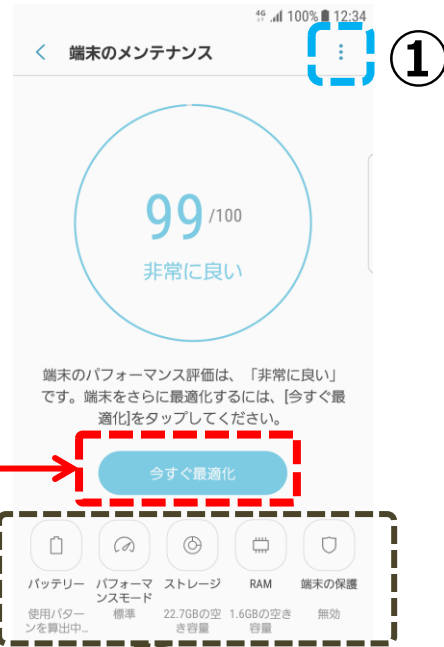 4G 100% 12:34
< 端末のメンテナンス
①
99 /100
非常に良い
端末のパフォーマンス評価は、「非常に良い」
です。端末をさらに最適化するには、[今すぐ最
適化]をタップしてください。
今すぐ最適化
バッテリー
使用パター
ンを算出中...
パフォーマ
ンスモード
標準
ストレージ
22.7GBの空
き容量
RAM
1.6GBの空き
容量
端末の保護
無効